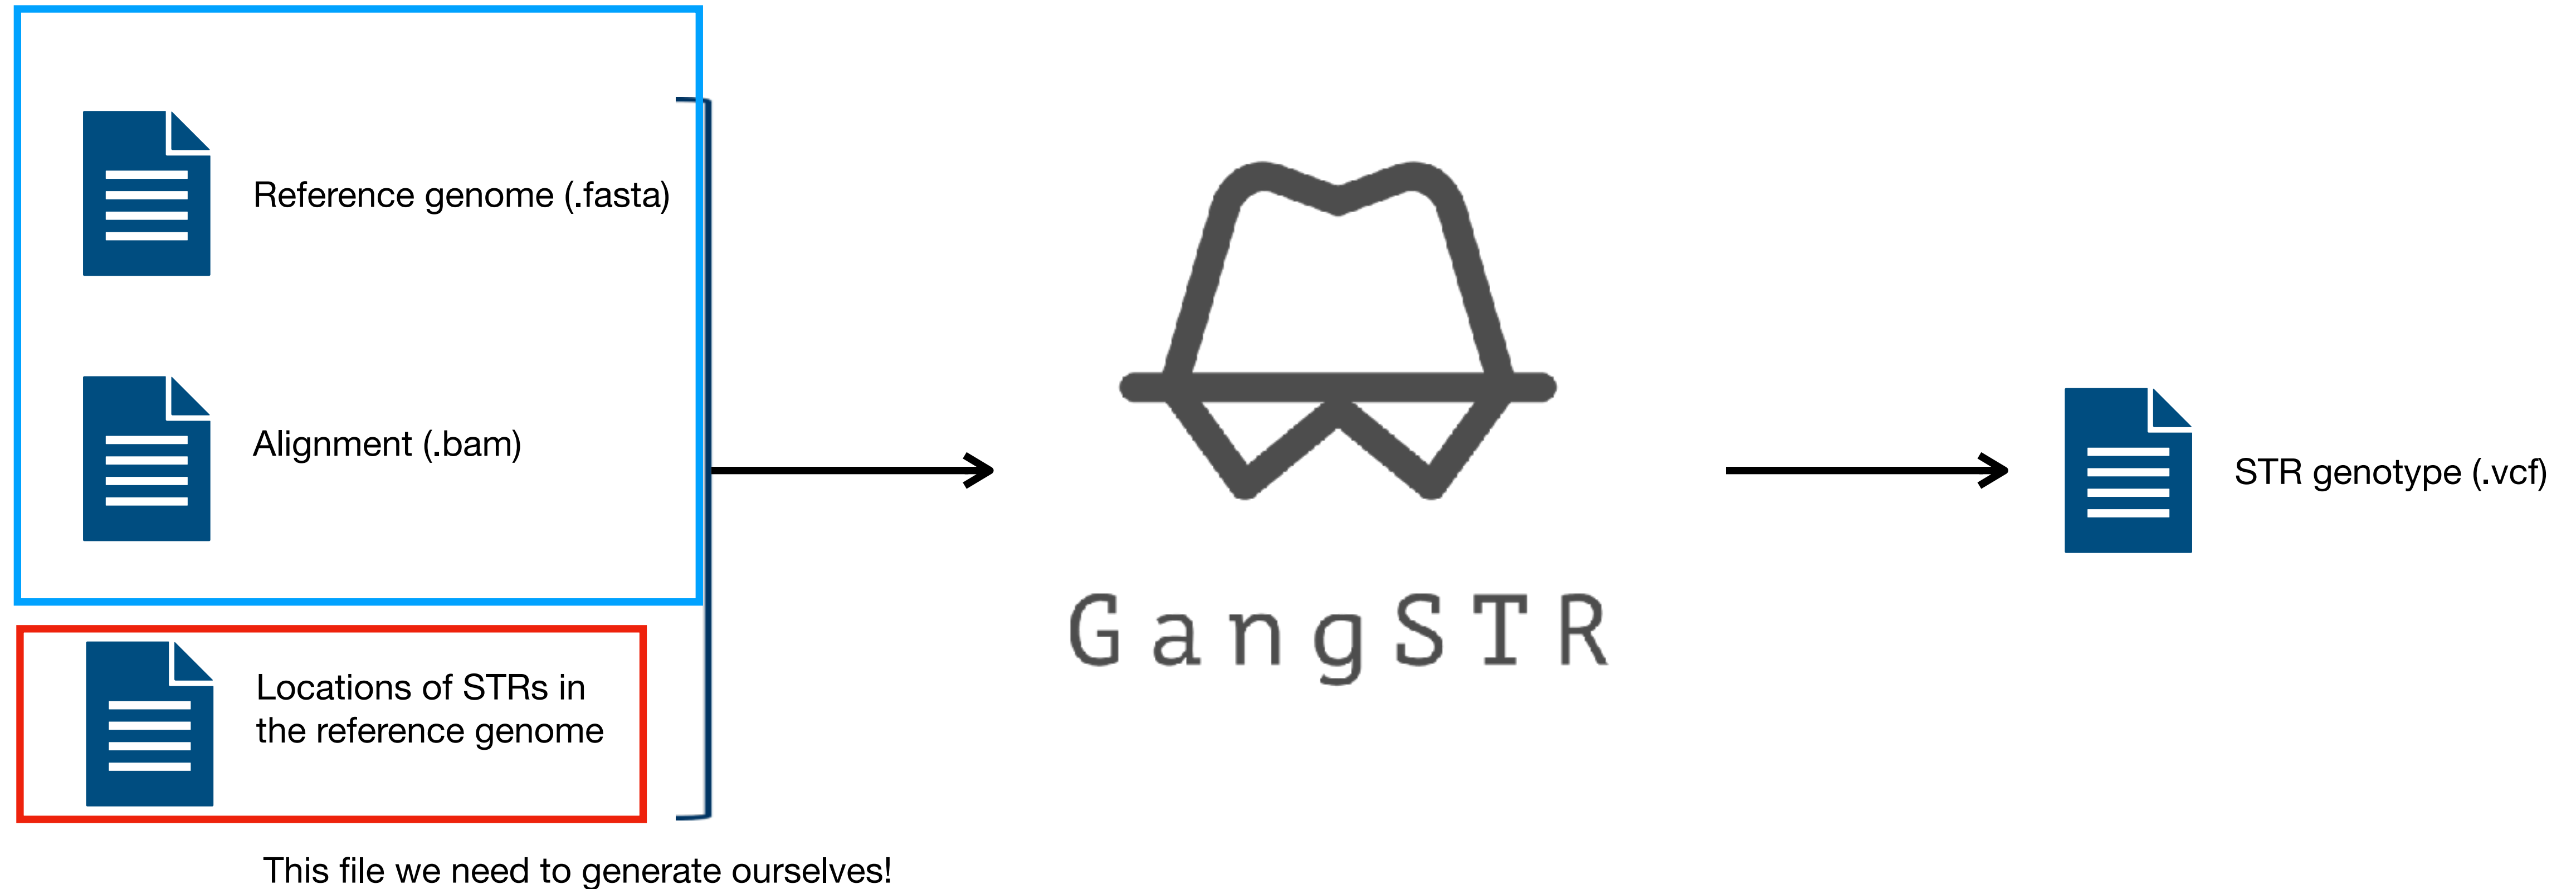 Reference genome (.fasta)
Alignment (.bam)
Locations of STRs in
the reference genome
This file we need to generate ourselves!
GangSTR
STR genotype (.vcf)